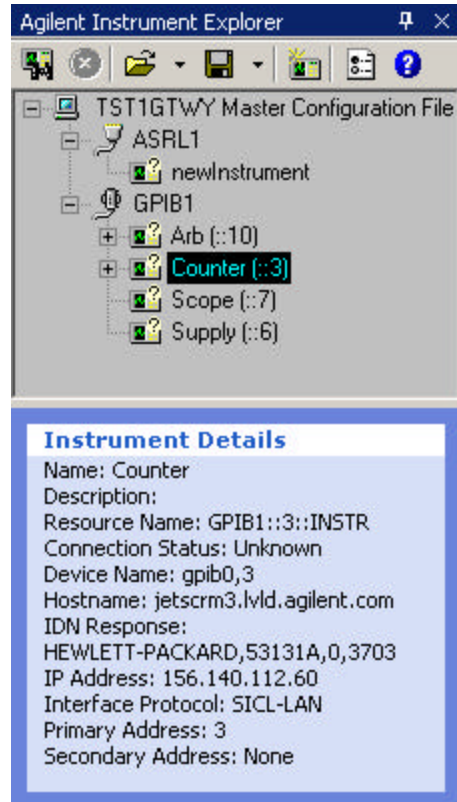 Agilent Instrument Explorer
TST1GTWY Master Configuration File
ASRL1
newInstrument
GPIB1
Arb (::10)
Counter (::3)
Scope (::7)
Supply (::6)
Instrument Details
Name: Counter
Description:
Resource Name: GPIB1::3::INSTR
Connection Status: Unknown
Device Name: gpib0,3
Hostname: jetscrm3.lvld.agilent.com
IDN Response:
HEWLETT-PACKARD,53131A,0,3703
IP Address: 156.140.112.60
Interface Protocol: SICL-LAN
Primary Address: 3
Secondary Address: None